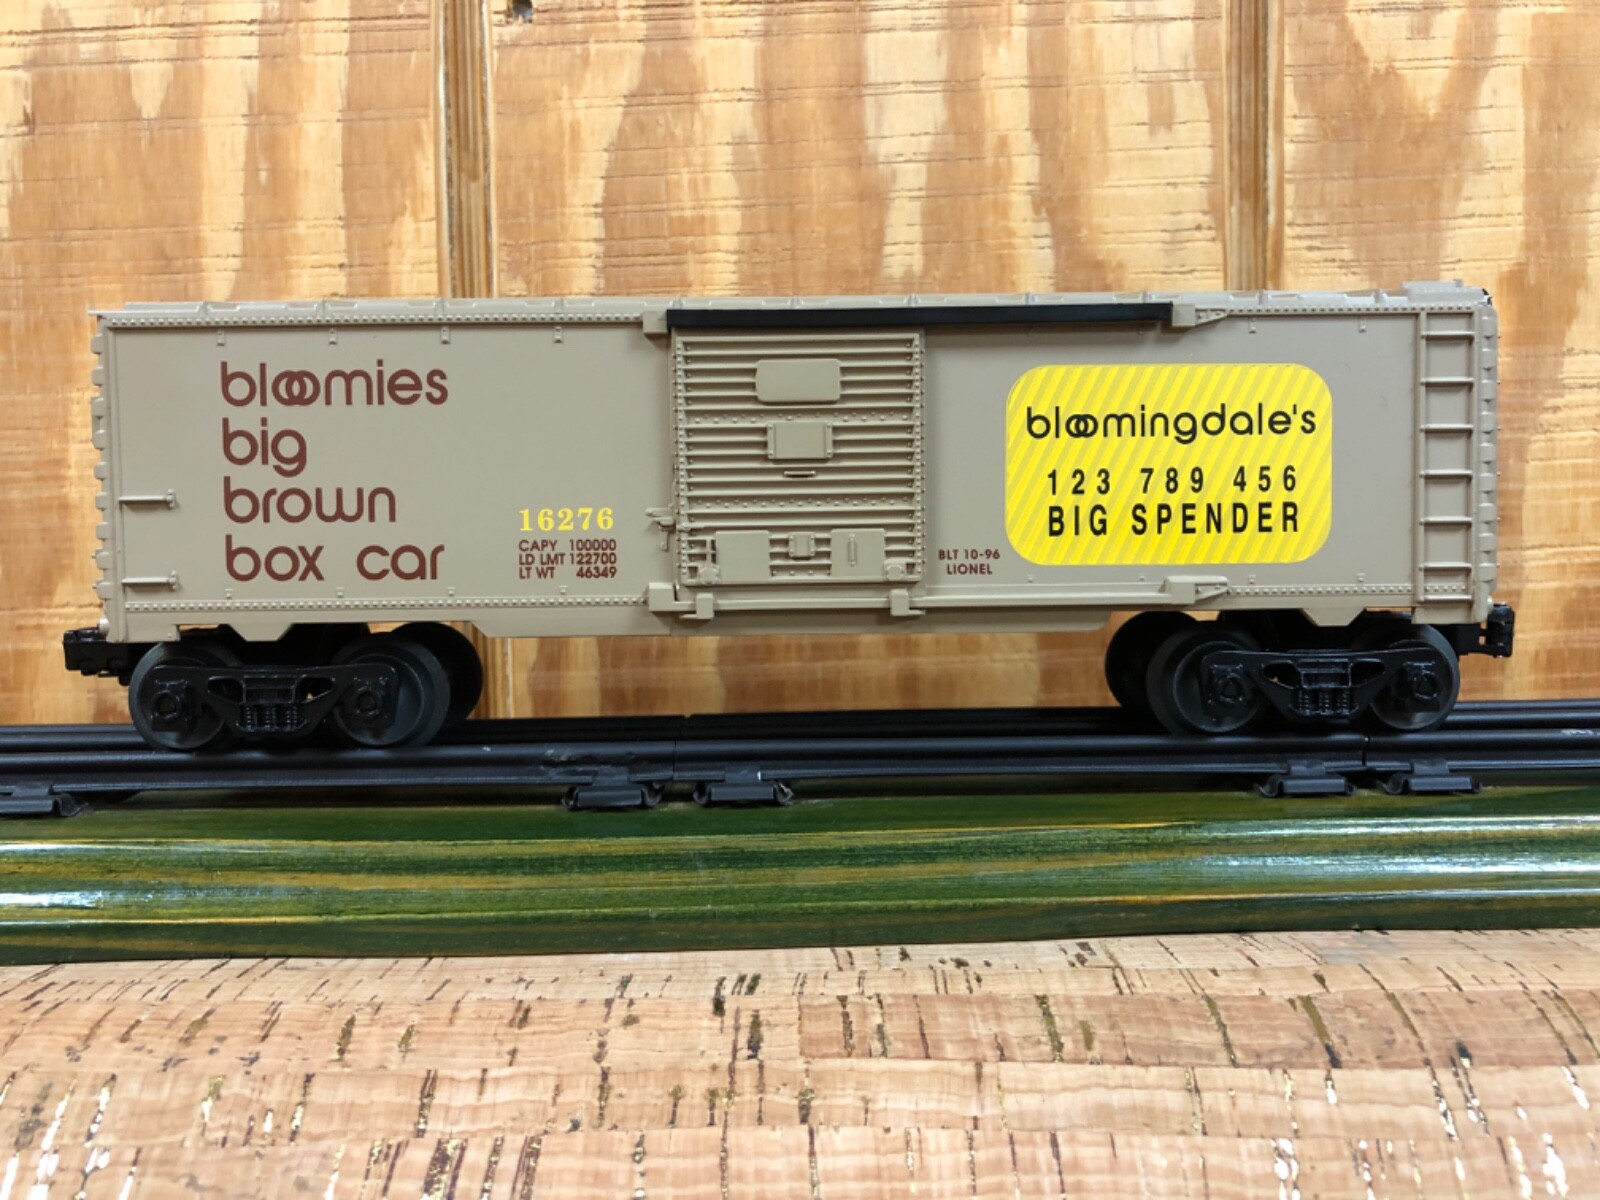 bloomies
big
brown
box car
16276
CAPY 100000
LD LMT 122700
LT WT 46349
BLT 10-96
LIONEL
bloomingdale's
123 789 456
BIG SPENDER